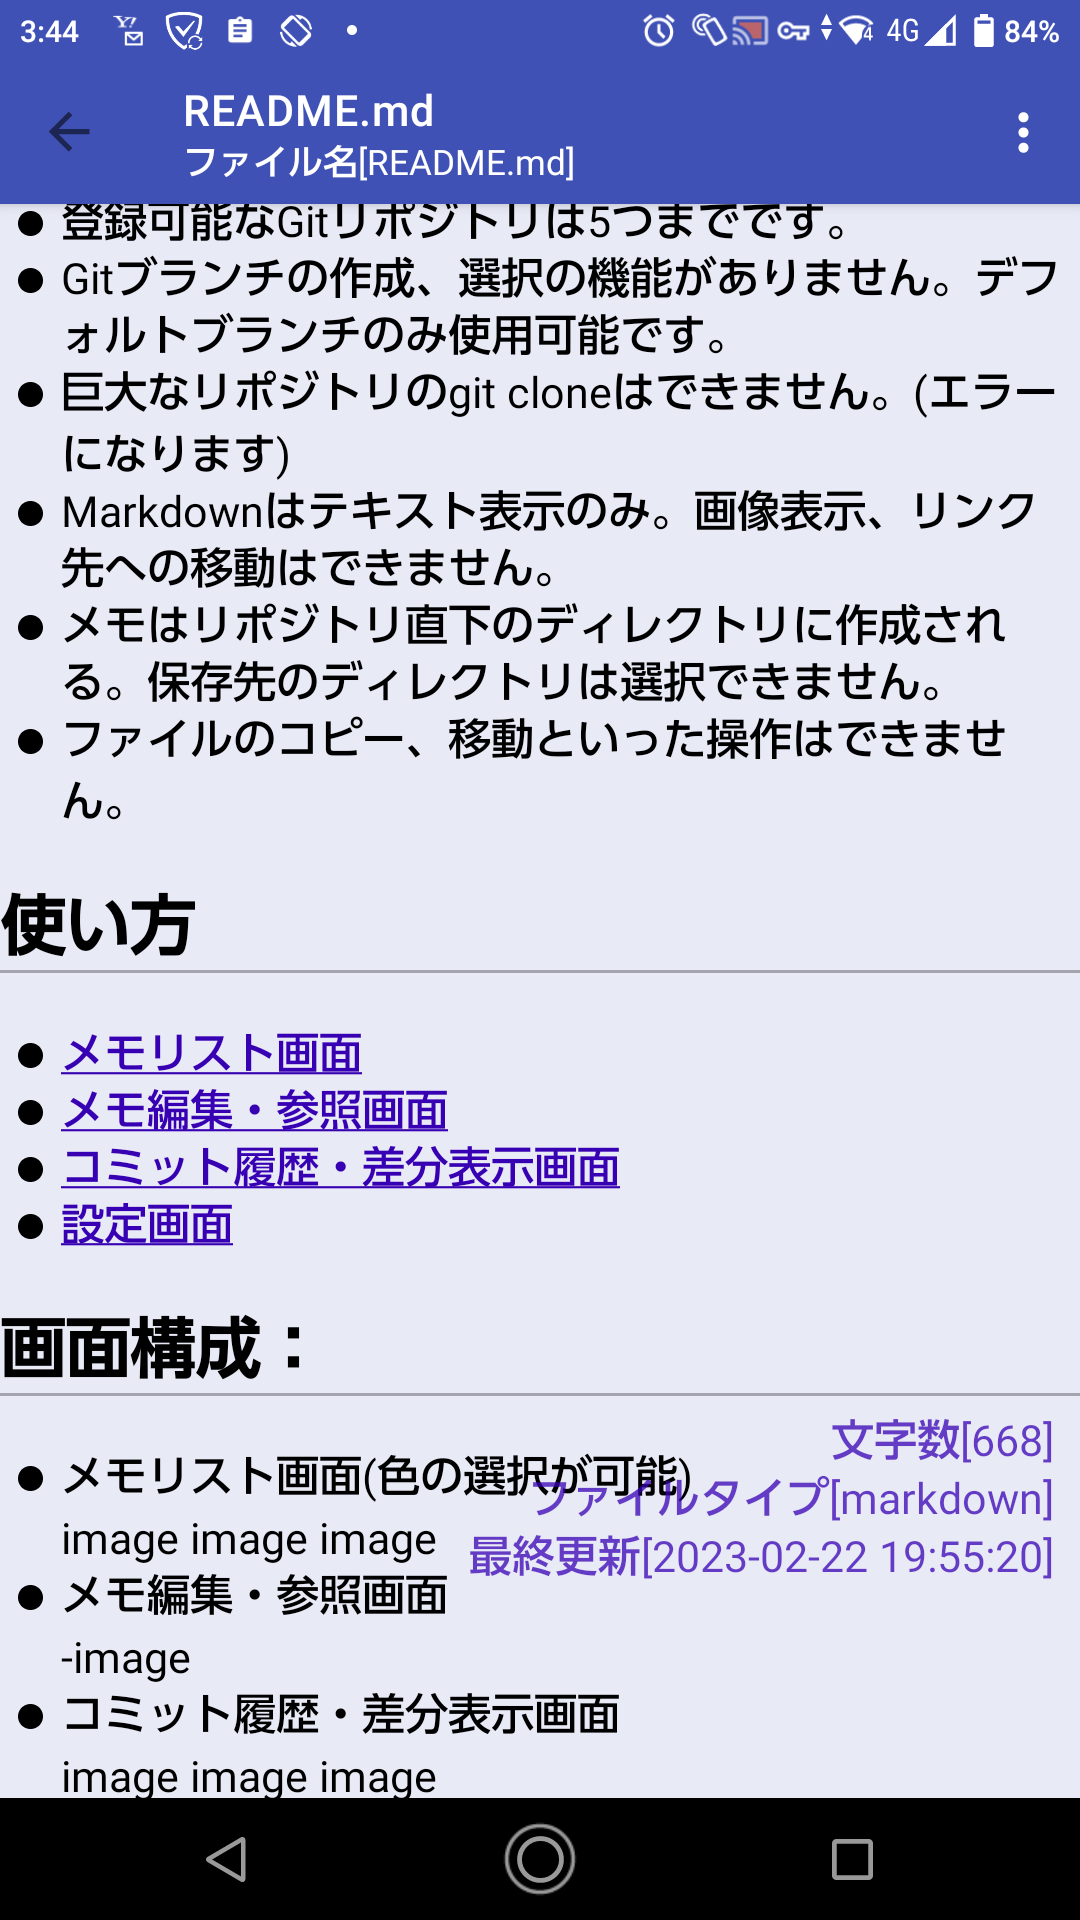 3:44
4G
84%
README.md
ファイル名[README.md]
登録可能なGitリポジトリは5つまでです。
Gitブランチの作成、選択の機能がありません。デフ
ォルトブランチのみ使用可能です。
巨大なリポジトリのgit cloneはできません。(エラー
になります)
Markdownはテキスト表示のみ。画像表示、リンク
先への移動はできません。
メモはリポジトリ直下のディレクトリに作成され
る。保存先のディレクトリは選択できません。
ファイルのコピー、移動といった操作はできませ
ん。
使い方
メモリスト画面
メモ編集・参照画面
コミット履歴・差分表示画面
設定画面
画面構成：
文字数[668]
メモリスト画面(色の選択が可能)
ファイルタイプ[markdown]
image image image
最終更新[2023-02-22 19:55:20]
メモ編集・参照画面
-image
コミット履歴・差分表示画面
image image image